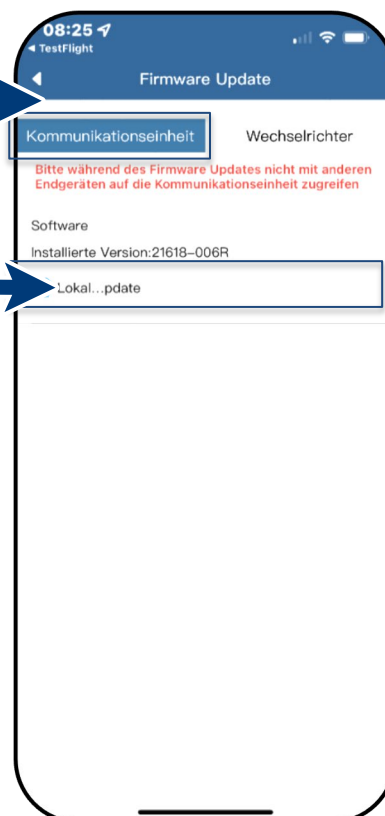 08:25
TestFlight
Firmware Update
Kommunikationseinheit
Wechselrichter
Bitte während des Firmware Updates nicht mit anderen
Endgeräten auf die Kommunikationseinheit zugreifen
Software
Installierte Version:21618-006R
Lokal...pdate